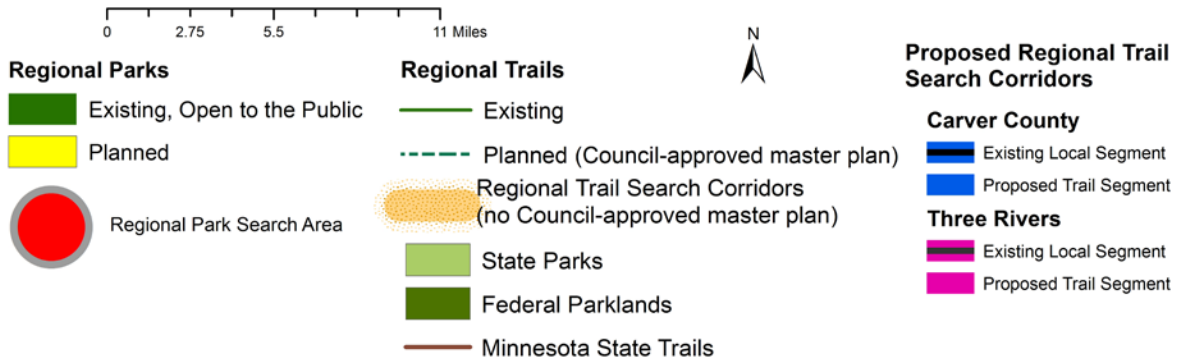 0 2.75 5.5 11 Miles
N
Regional Parks
Existing, Open to the Public
Planned
Regional Park Search Area
Regional Trails
Existing
Planned (Council-approved master plan)
Regional Trail Search Corridors
(no Council-approved master plan)
State Parks
Federal Parklands
Minnesota State Trails
Proposed Regional Trail
Search Corridors
Carver County
Existing Local Segment
Proposed Trail Segment
Three Rivers
Existing Local Segment
Proposed Trail Segment